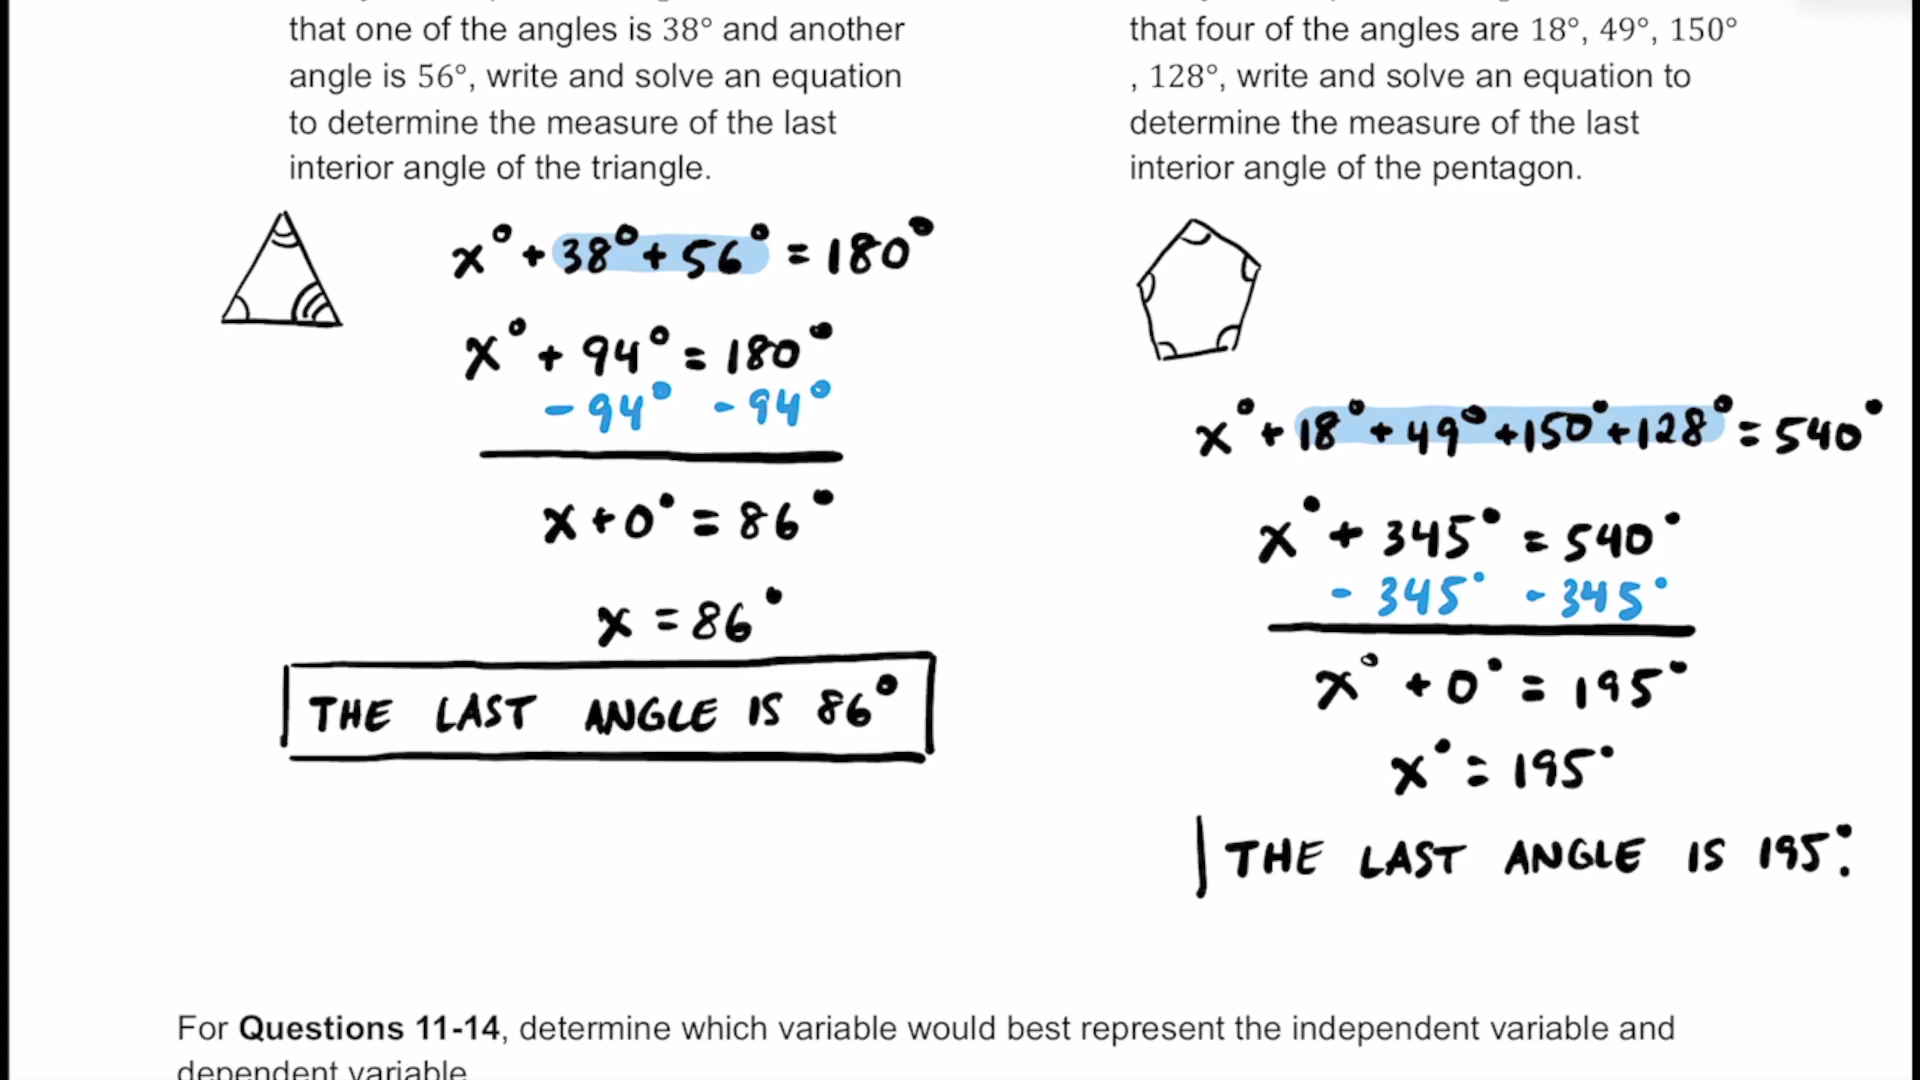 that one of the angles is 38° and another
angle is 56°, write and solve an equation
to determine the measure of the last
interior angle of the triangle.
x° + 38° + 56° = 180°
x° + 94° = 180°
- 94° - 94°
x + 0° = 86°
x = 86°
THE LAST ANGLE IS 86°
that four of the angles are 18°, 49°, 150°
, 128°, write and solve an equation to
determine the measure of the last
interior angle of the pentagon.
x° + 18° + 49° + 150° + 128° = 540°
x° + 345° = 540°
- 345° - 345°
x° + 0° = 195°
x° = 195°
THE LAST ANGLE IS 195°.
For Questions 11-14, determine which variable would best represent the independent variable and
dependent variable.